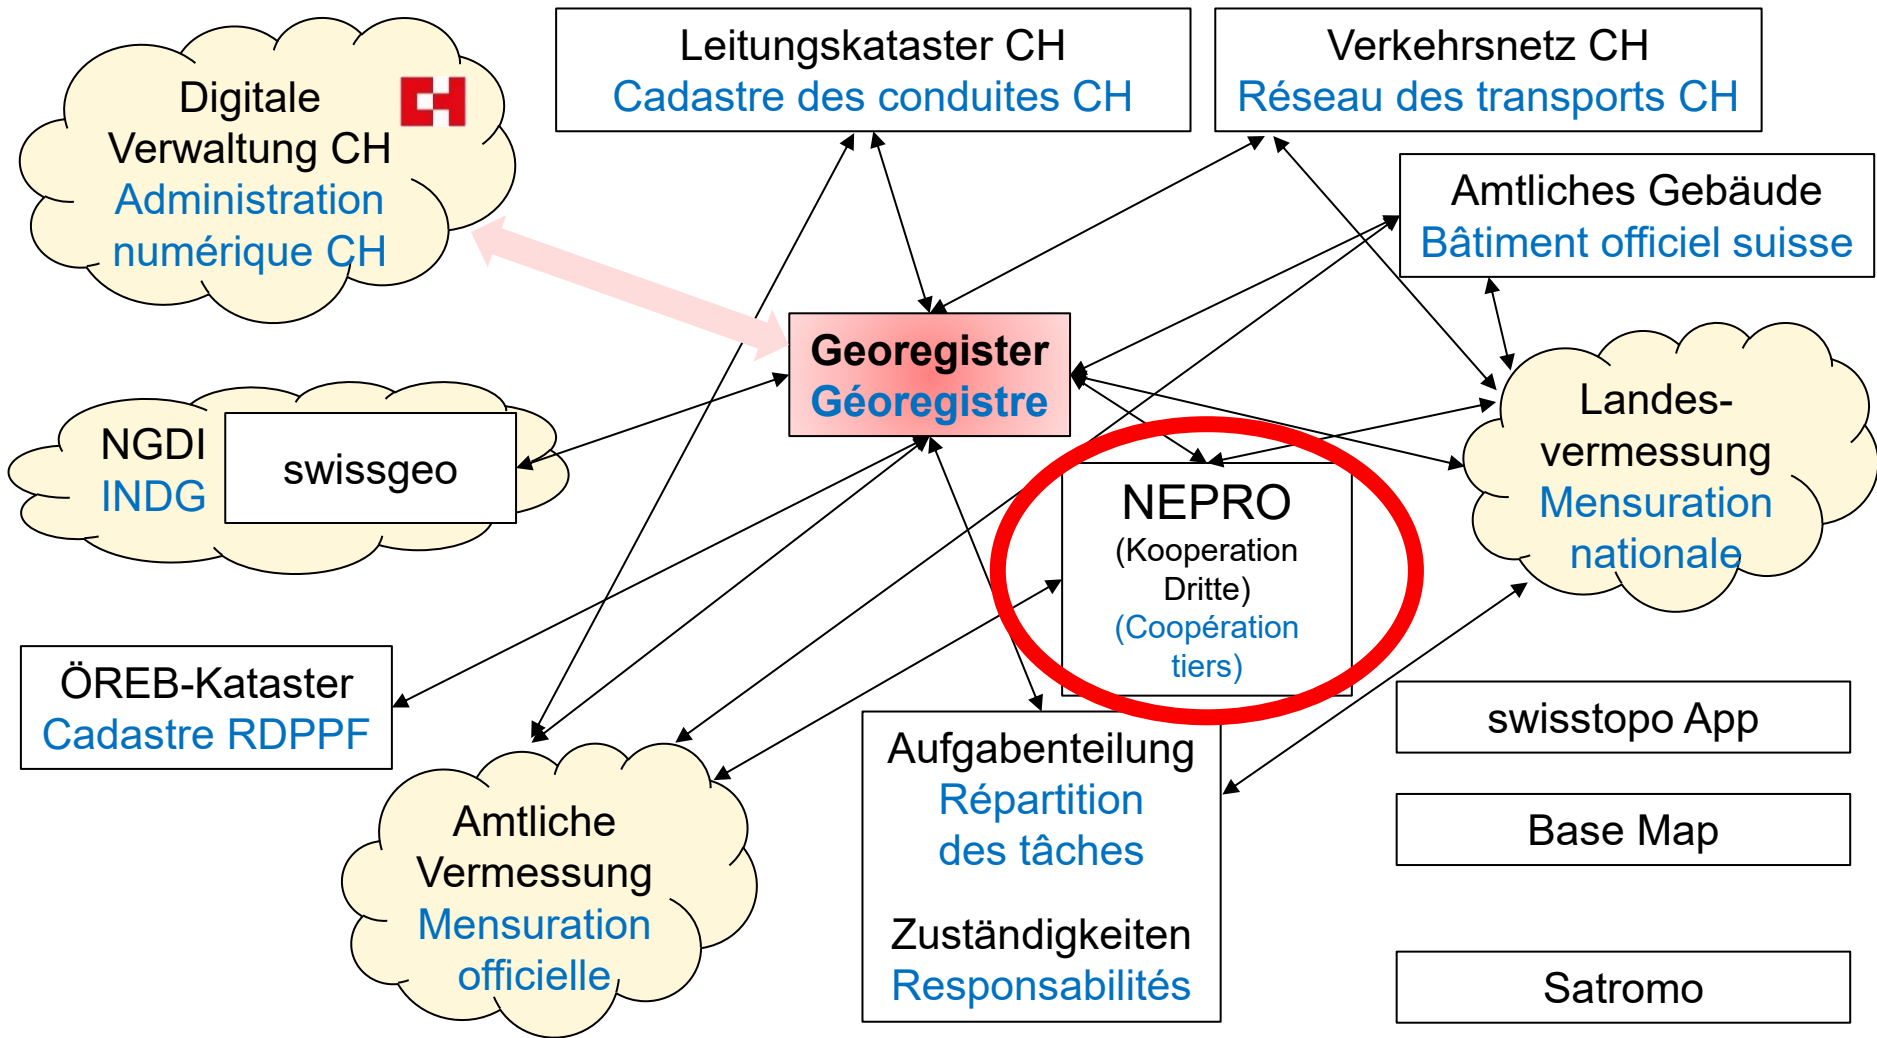 Leitungskataster CH
Cadastre des conduites CH
Verkehrsnetz CH
Réseau des transports CH
Digitale
Verwaltung CH
Administration
numérique CH
Amtliches Gebäude
Bâtiment officiel suisse
Georegister
Géoregistre
NGDI
INDG
swissgeo
Landes-
vermessung
Mensuration
nationale
NEPRO
(Kooperation
Dritte)
(Coopération
tiers)
ÖREB-Kataster
Cadastre RDPPF
Amtliche
Vermessung
Mensuration
officielle
Aufgabenteilung
Répartition
des tâches
Zuständigkeiten
Responsabilités
swisstopo App
Base Map
Satromo